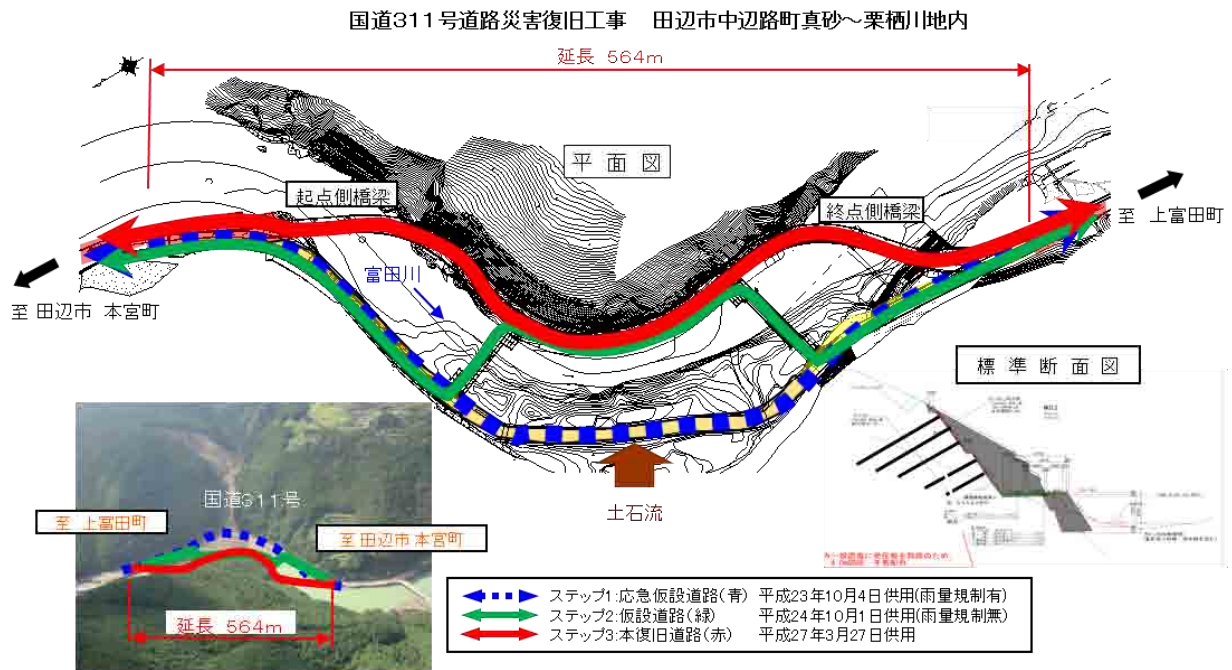 国道311号道路災害復旧工事　田辺市中辺路町真砂～栗栖川地内
延長 564m
平 面 図
起点側橋梁
終点側橋梁
至 上富田町
富田川
至 田辺市 本宮町
標 準 断 面 図
土石流
国道311号
至 上富田町
至 田辺市 本宮町
延長 564m
ステップ1:応急仮設道路(青)　平成23年10月4日供用(雨量規制有)
ステップ2:仮設道路(緑)　平成24年10月1日供用(雨量規制無)
ステップ3:本復旧道路(赤)　平成27年3月27日供用